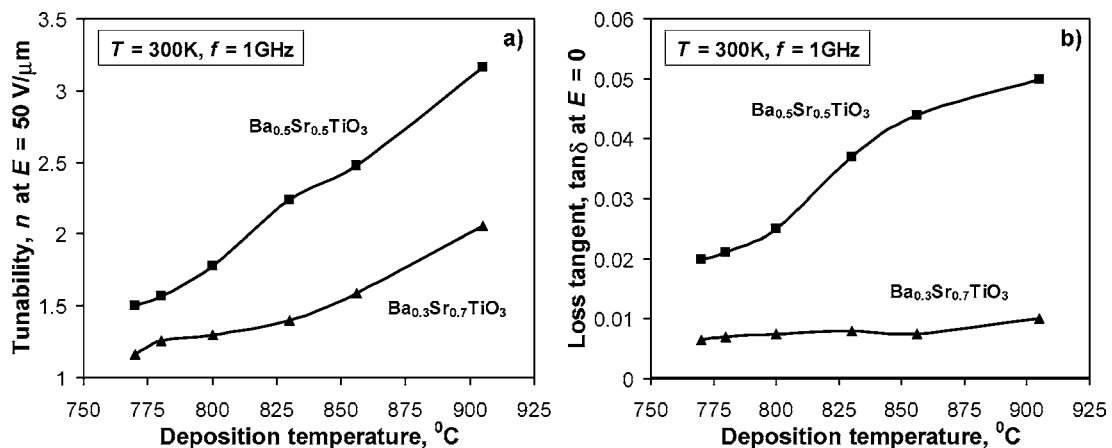 Tunability, n at E = 50 V/μm
3.5
3
2.5
2
1.5
1
T = 300K, f = 1GHz
a)
Ba0.5Sr0.5TiO3
Ba0.3Sr0.7TiO3
750 775 800 825 850 875 900 925
Deposition temperature, ⁰C
Loss tangent, tanδ at E = 0
0.06
0.05
0.04
0.03
0.02
0.01
0
T = 300K, f = 1GHz
b)
Ba0.5Sr0.5TiO3
Ba0.3Sr0.7TiO3
750 775 800 825 850 875 900 925
Deposition temperature, ⁰C